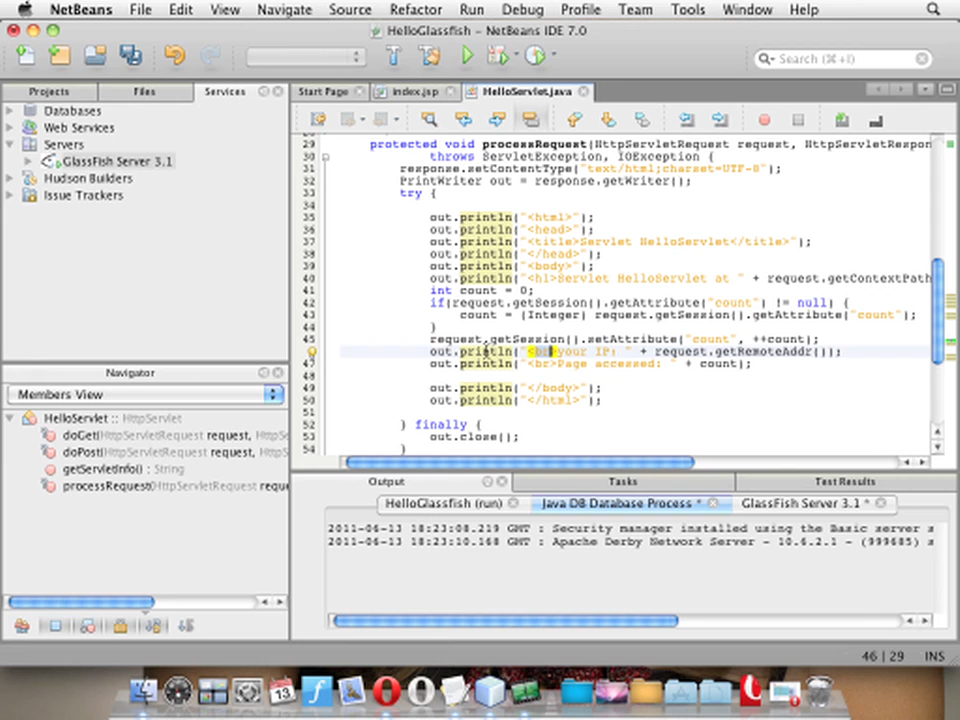 NetBeans File Edit View Navigate Source Refactor Run Debug Profile Team Tools Window Help
HelloGlassfish – NetBeans IDE 7.0
Search (⌘+I)
Projects Files Services
Start Page index.jsp HelloServlet.java
Databases
Web Services
Servers
GlassFish Server 3.1
Hudson Builders
Issue Trackers
29 protected void processRequest(HttpServletRequest request, HttpServletRespon
30 throws ServletException, IOException {
31 response.setContentType("text/html;charset=UTF-8");
32 PrintWriter out = response.getWriter();
33 try {
34
35 out.println("<html>");
36 out.println("<head>");
37 out.println("<title>Servlet HelloServlet</title>");
38 out.println("</head>");
39 out.println("<body>");
40 out.println("<h1>Servlet HelloServlet at " + request.getContextPath
41 int count = 0;
42 if(request.getSession().getAttribute("count") != null) {
43 count = (Integer) request.getSession().getAttribute("count");
44 }
45 request.getSession().setAttribute("count", ++count);
out.println("<br>your IP: " + request.getRemoteAddr());
47 out.println("<br>Page accessed: " + count);
48
49 out.println("</body>");
50 out.println("</html>");
51
52 } finally {
53 out.close();
54 }
Navigator
Members View
HelloServlet :: HttpServlet
doGet(HttpServletRequest request, HttpS
doPost(HttpServletRequest request, Http
getServletInfo() : String
processRequest(HttpServletRequest reque
Output Tasks Test Results
HelloGlassfish (run) Java DB Database Process * GlassFish Server 3.1 *
2011-06-13 18:23:08.219 GMT : Security manager installed using the Basic server s
2011-06-13 18:23:10.168 GMT : Apache Derby Network Server - 10.6.2.1 - (999685) s
46 | 29 INS
13